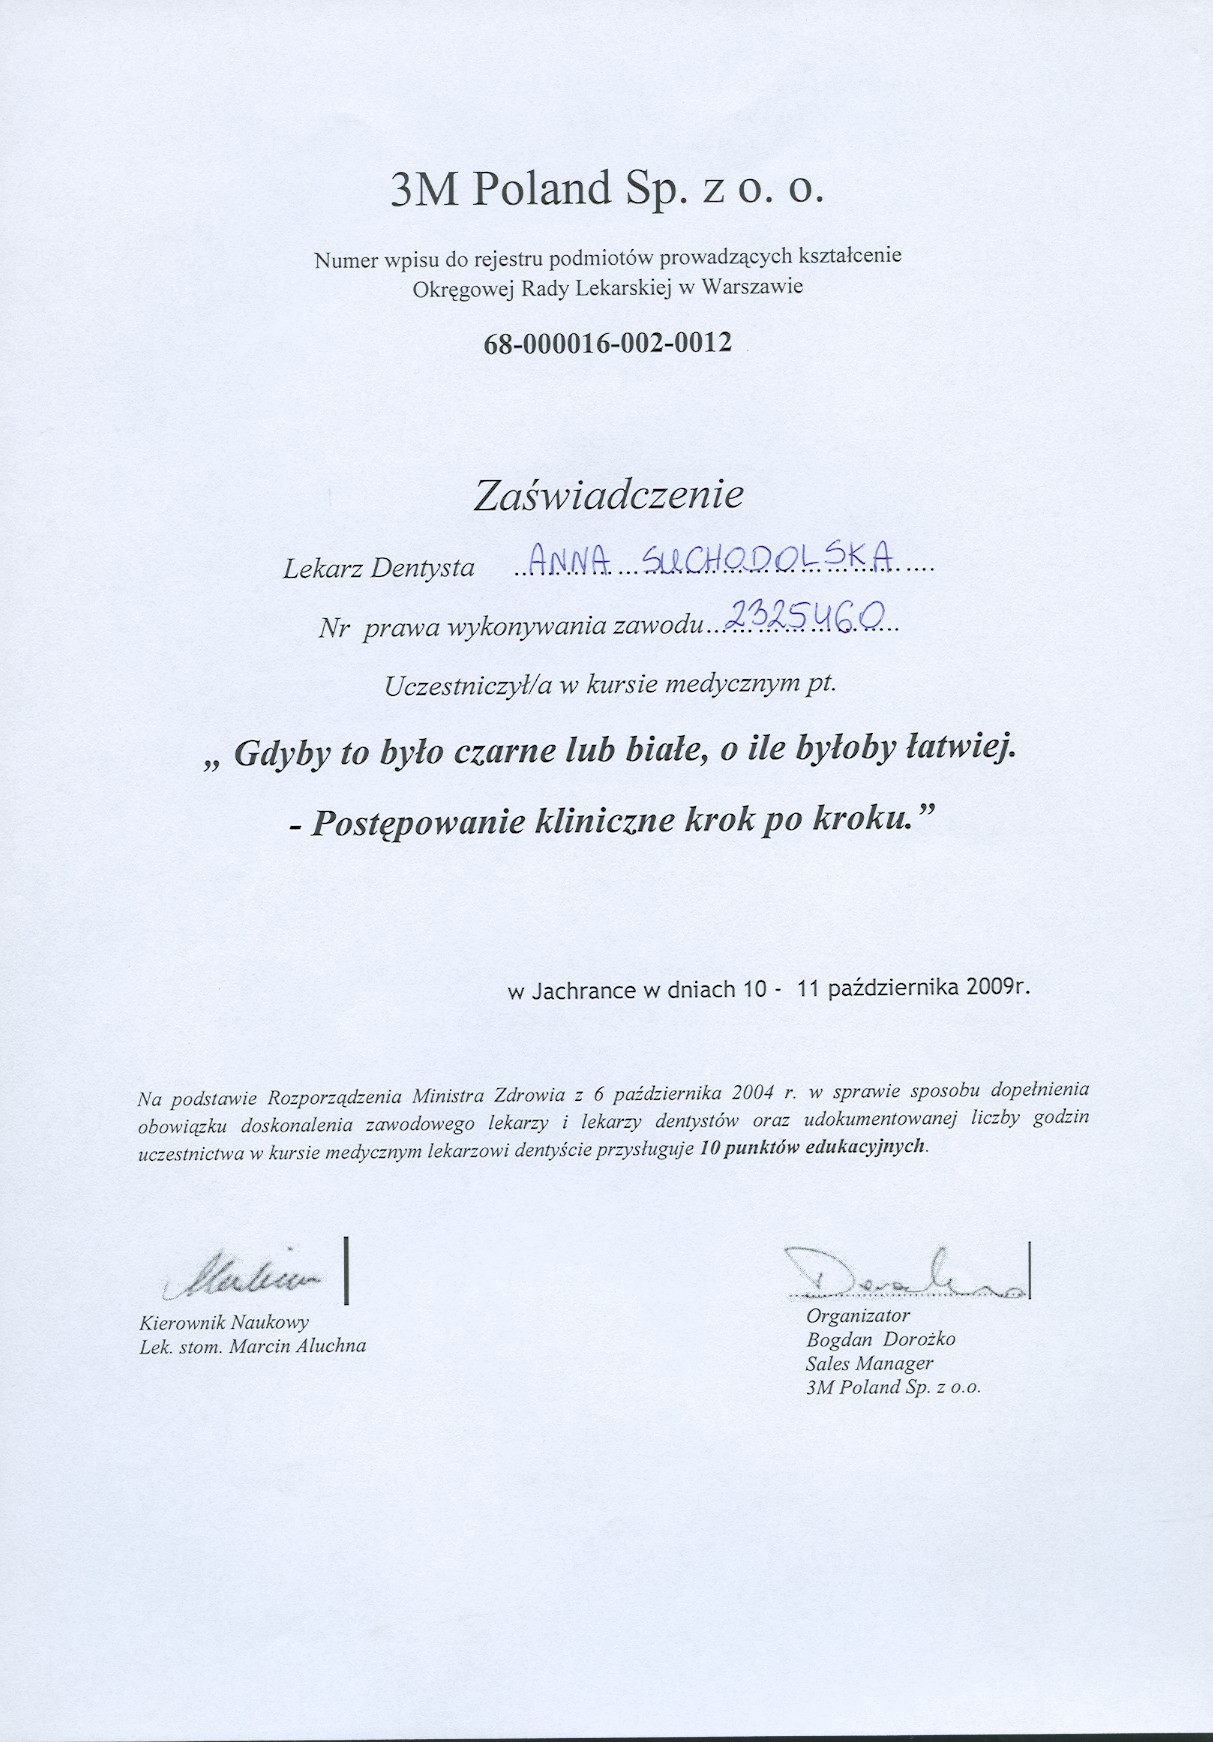 3M Poland Sp. z o. o.
Numer wpisu do rejestru podmiotów prowadzących kształcenie
Okręgowej Rady Lekarskiej w Warszawie
68-000016-002-0012
Zaświadczenie
Lekarz Dentysta ...ANNA SUCHODOLSKA...
Nr prawa wykonywania zawodu...2325460...
Uczestniczył/a w kursie medycznym pt.
„ Gdyby to było czarne lub białe, o ile byłoby łatwiej.
- Postępowanie kliniczne krok po kroku.”
w Jachrance w dniach 10 - 11 października 2009r.
Na podstawie Rozporządzenia Ministra Zdrowia z 6 października 2004 r. w sprawie sposobu dopełnienia
obowiązku doskonalenia zawodowego lekarzy i lekarzy dentystów oraz udokumentowanej liczby godzin
uczestnictwa w kursie medycznym lekarzowi dentyście przysługuje 10 punktów edukacyjnych.
Kierownik Naukowy
Lek. stom. Marcin Aluchna
Organizator
Bogdan Dorożko
Sales Manager
3M Poland Sp. z o.o.